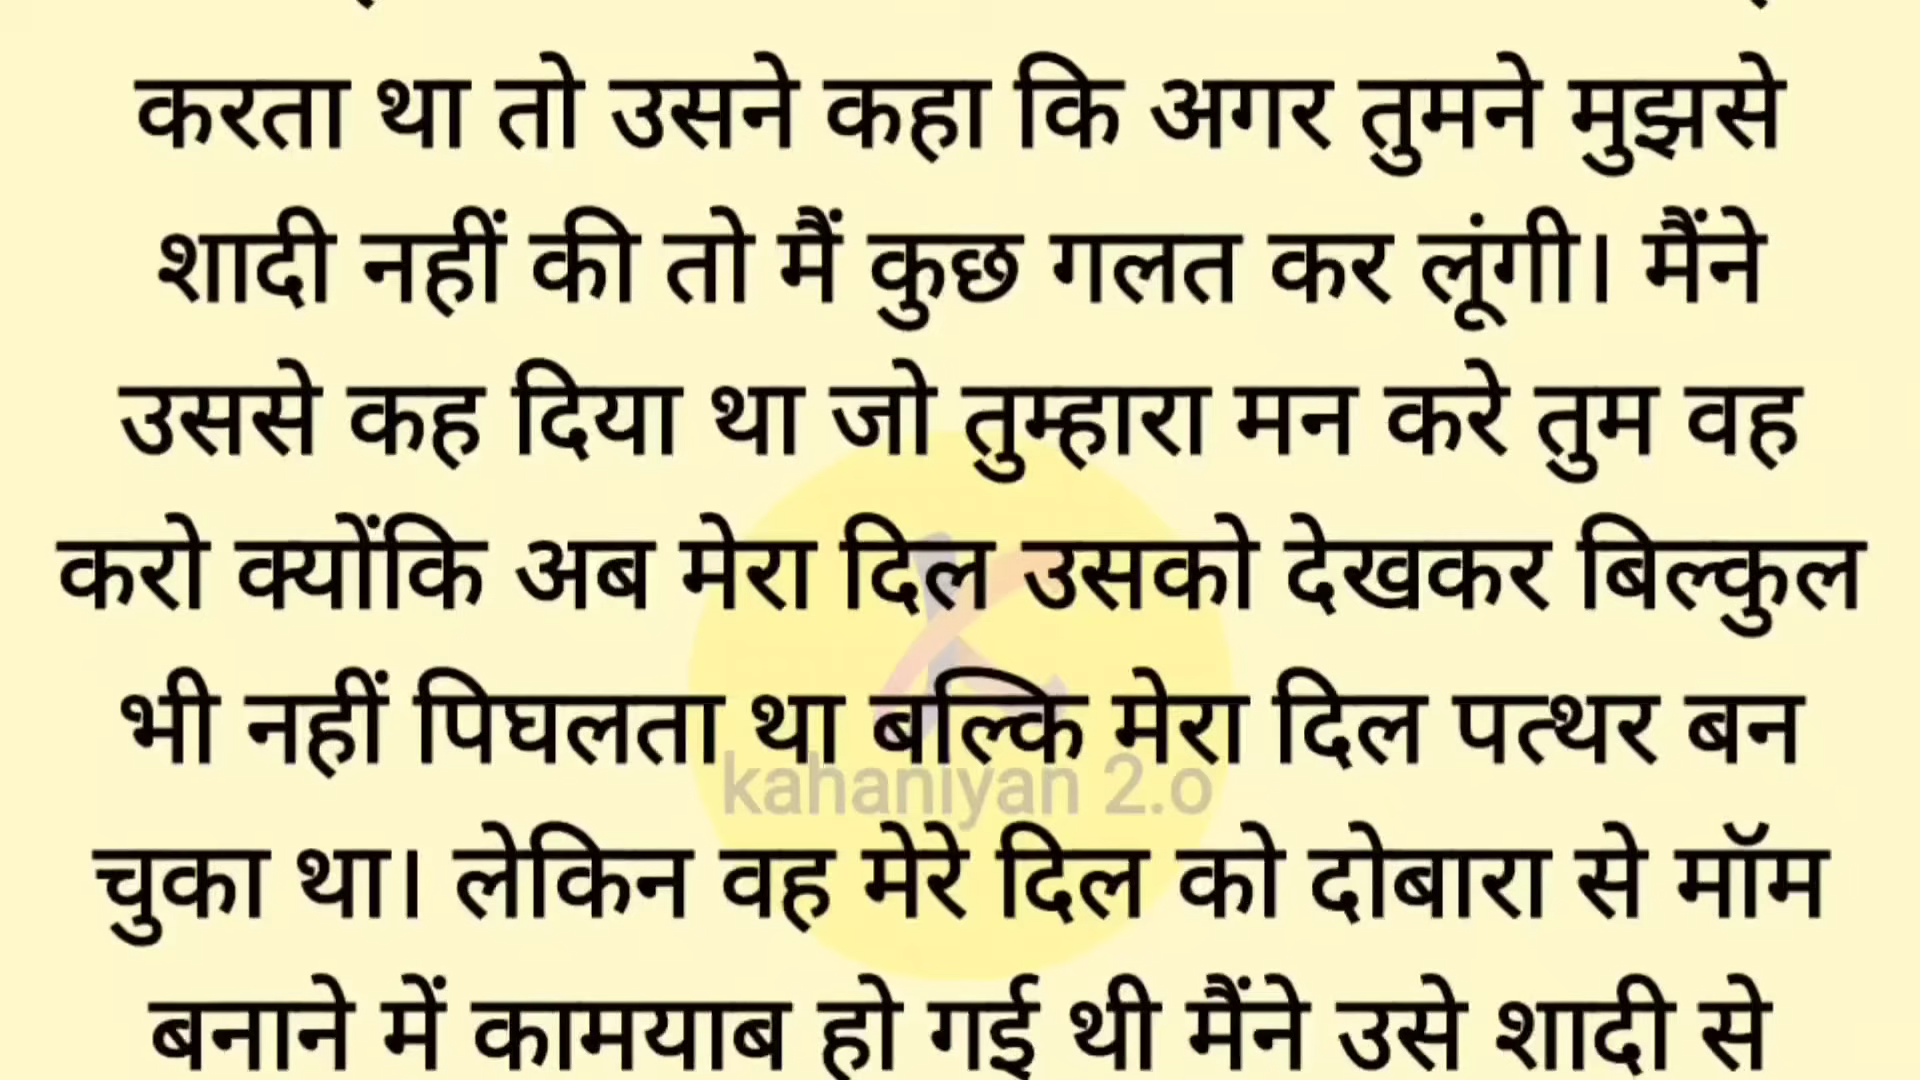 करता था तो उसने कहा कि अगर तुमने मुझसे
शादी नहीं की तो मैं कुछ गलत कर लूंगी। मैंने
उससे कह दिया था जो तुम्हारा मन करे तुम वह
करो क्योंकि अब मेरा दिल उसको देखकर बिल्कुल
भी नहीं पिघलता था बल्कि मेरा दिल पत्थर बन
kahaniyan 2.o
चुका था। लेकिन वह मेरे दिल को दोबारा से मॉम
बनाने में कामयाब हो गई थी मैंने उसे शादी से